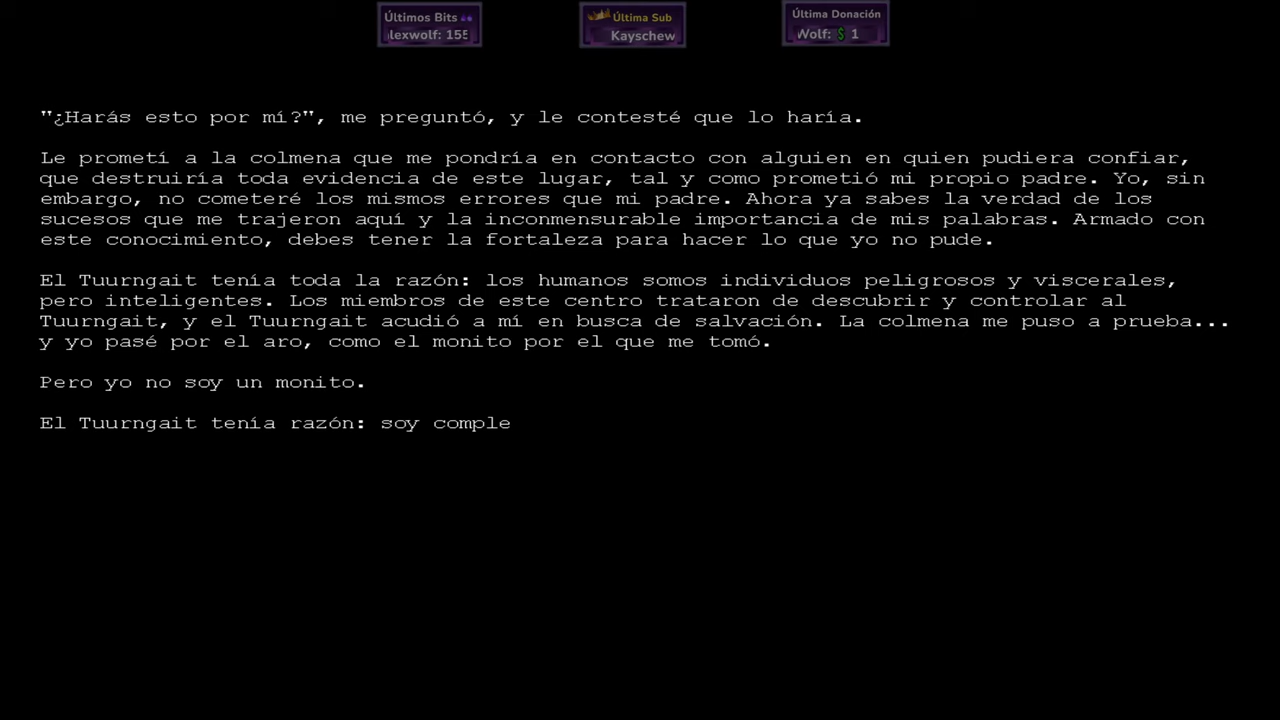 Últimos Bits
lexwolf: 155
Última Sub
Kayschew
Última Donación
Wolf: $ 1
"¿Harás esto por mí?", me preguntó, y le contesté que lo haría.
Le prometí a la colmena que me pondría en contacto con alguien en quien pudiera confiar,
que destruiría toda evidencia de este lugar, tal y como prometió mi propio padre. Yo, sin
embargo, no cometeré los mismos errores que mi padre. Ahora ya sabes la verdad de los
sucesos que me trajeron aquí y la inconmensurable importancia de mis palabras. Armado con
este conocimiento, debes tener la fortaleza para hacer lo que yo no pude.
El Tuurngait tenía toda la razón: los humanos somos individuos peligrosos y viscerales,
pero inteligentes. Los miembros de este centro trataron de descubrir y controlar al
Tuurngait, y el Tuurngait acudió a mí en busca de salvación. La colmena me puso a prueba...
y yo pasé por el aro, como el monito por el que me tomó.
Pero yo no soy un monito.
El Tuurngait tenía razón: soy comple